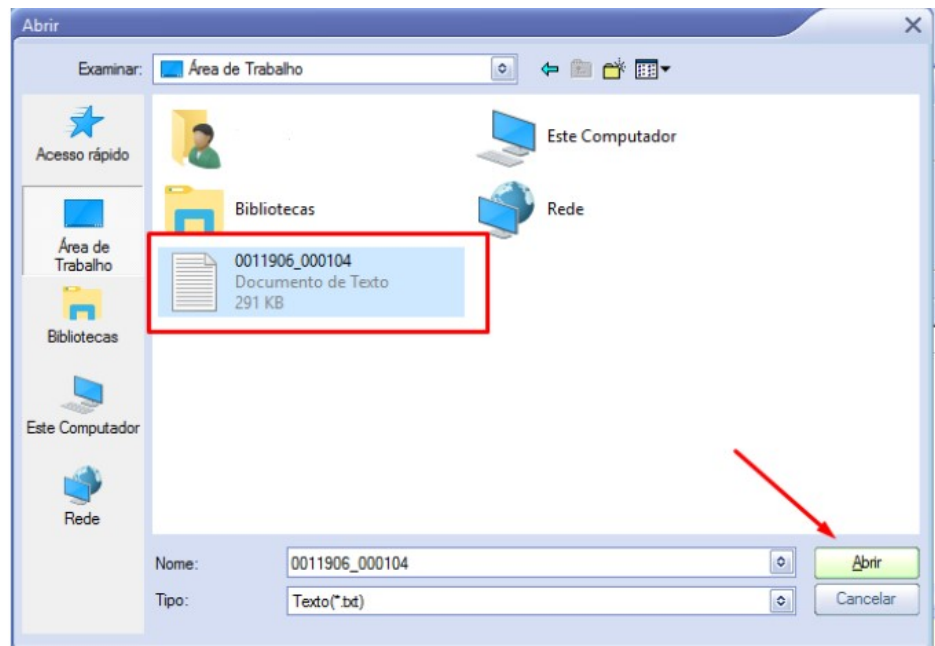 Abrir
Examinar:
Área de Trabalho
Acesso rápido
Área de
Trabalho
Bibliotecas
Este Computador
Rede
Este Computador
Bibliotecas
Rede
0011906_000104
Documento de Texto
291 KB
Nome:
0011906_000104
Abrir
Tipo:
Texto(*.txt)
Cancelar